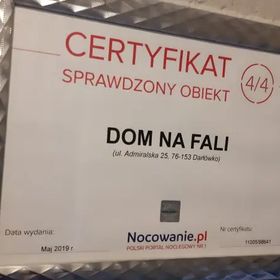 CERTYFIKAT
SPRAWDZONY OBIEKT
4/4
DOM NA FALI
(ul. Admiralska 25, 76-153 Darłówko)
Data wydania:
Maj 2019 r.
Nocowanie.pl
POLSKI PORTAL NOCLEGOWY NR 1
Nr certyfikatu: